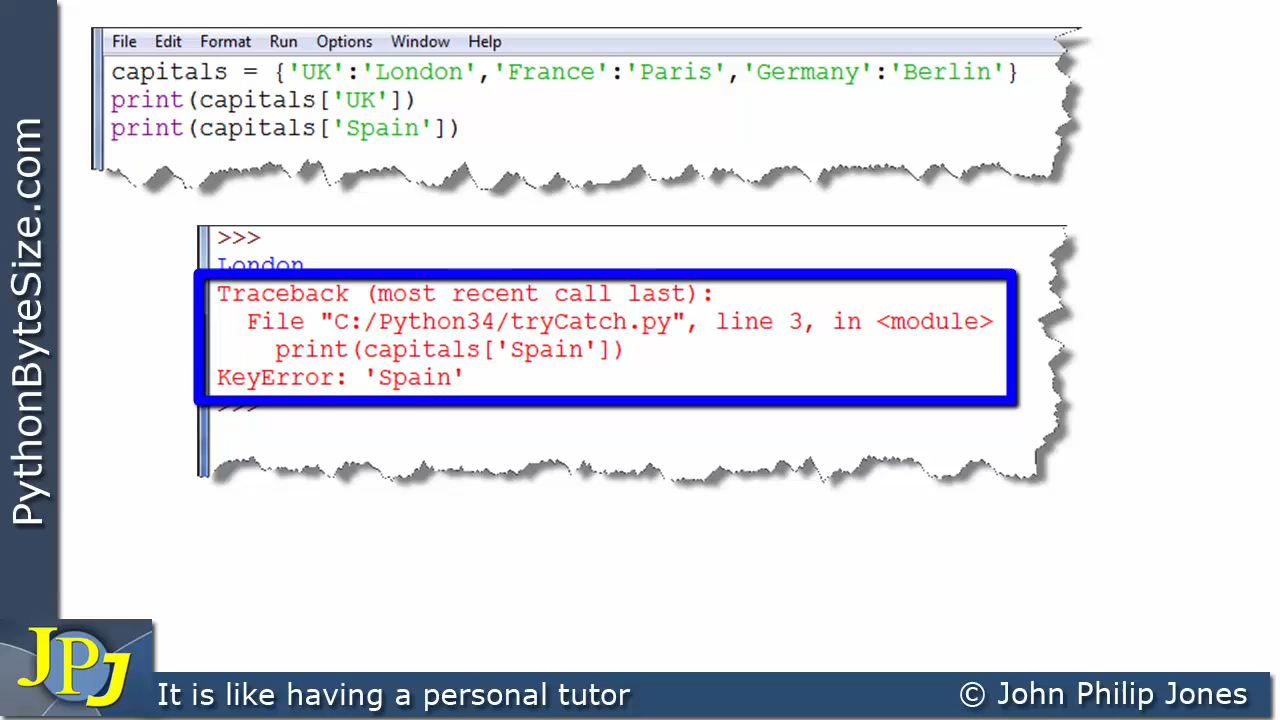 File Edit Format Run Options Window Help
capitals = {'UK':'London','France':'Paris','Germany':'Berlin'}
print(capitals['UK'])
print(capitals['Spain'])
>>>
London
Traceback (most recent call last):
File "C:/Python34/tryCatch.py", line 3, in <module>
print(capitals['Spain'])
KeyError: 'Spain'
>>>
PythonByteSize.com
JPJ
It is like having a personal tutor
© John Philip Jones